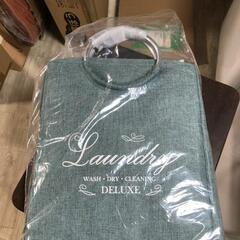 Laundry
WASH • DRY • CLEANING
DELUXE